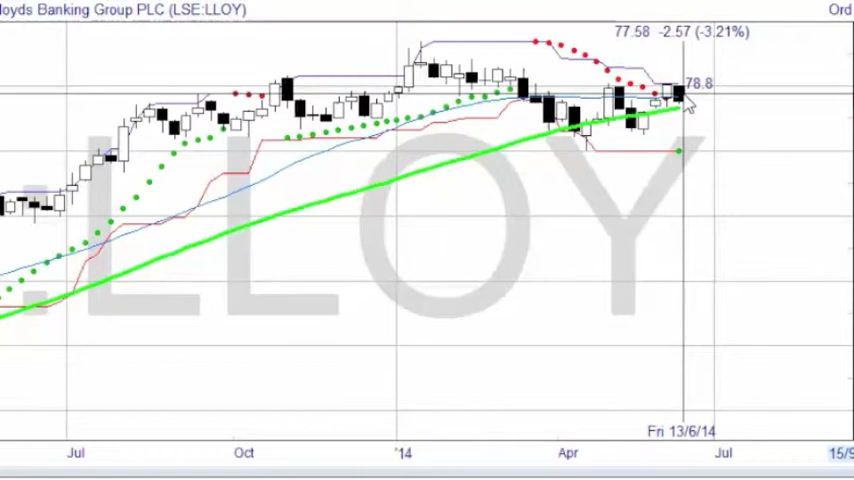 loyds Banking Group PLC (LSE:LLOY)
Ord
77.58 -2.57 (-3.21%)
78.8
:LLOY
Fri 13/6/14
Jul
Oct
'14
Apr
Jul
15/9